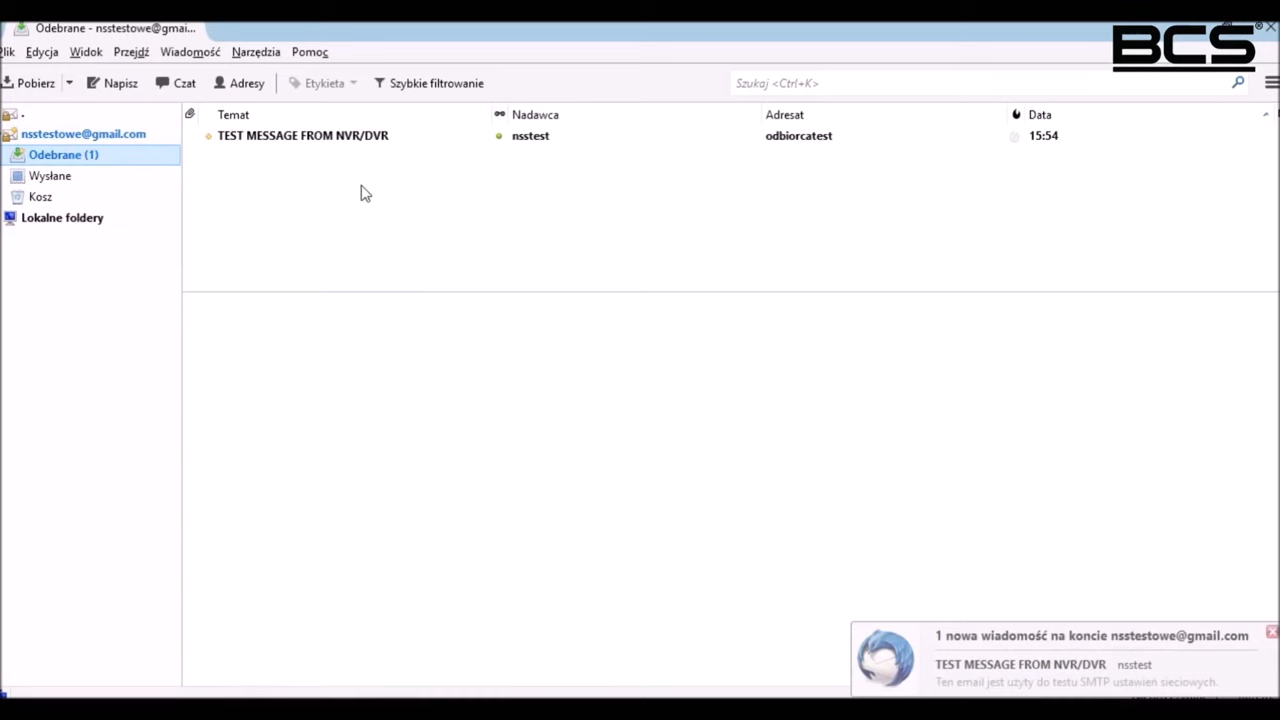 Odebrane - nsstestowe@gmai...
BCS
lik Edycja Widok Przejdź Wiadomość Narzędzia Pomoc
Pobierz Napisz Czat Adresy Etykieta Szybkie filtrowanie Szukaj <Ctrl+K>
.
Temat Nadawca Adresat Data
nsstestowe@gmail.com
TEST MESSAGE FROM NVR/DVR nsstest odbiorcatest 15:54
Odebrane (1)
Wysłane
Kosz
Lokalne foldery
1 nowa wiadomość na koncie nsstestowe@gmail.com
TEST MESSAGE FROM NVR/DVR nsstest
Ten email jest użyty do testu SMTP ustawień sieciowych.